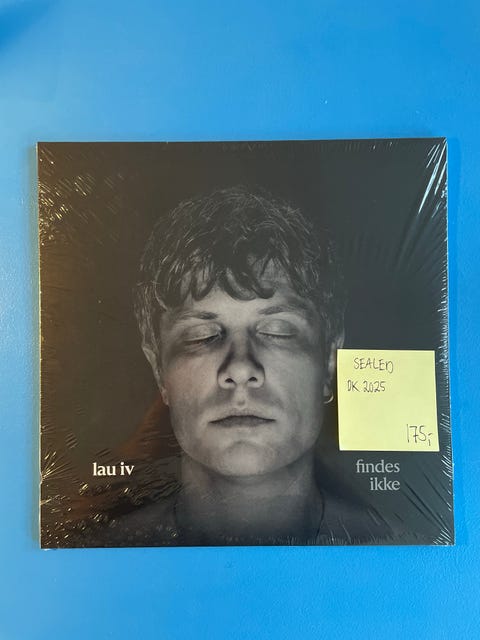 SEALED
DK 2025
175,-
lau iv
findes
ikke